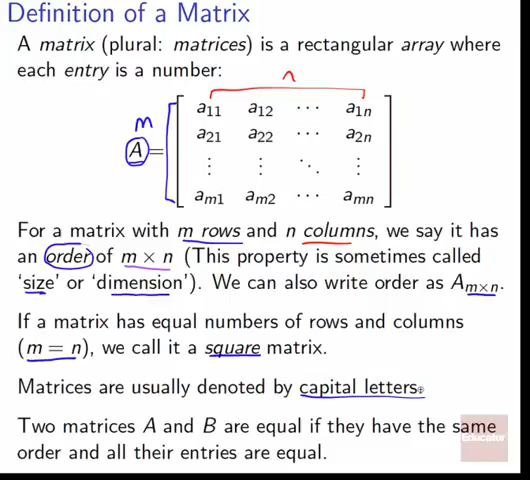 Definition of a Matrix
A matrix (plural: matrices) is a rectangular array where
each entry is a number:
n
m
a11 a12 ⋯ a1n
a21 a22 ⋯ a2n
A =
⋮ ⋮ ⋱ ⋮
am1 am2 ⋯ amn
For a matrix with m rows and n columns, we say it has
an order of m × n (This property is sometimes called
‘size’ or ‘dimension’). We can also write order as Am×n.
If a matrix has equal numbers of rows and columns
(m = n), we call it a square matrix.
Matrices are usually denoted by capital letters.
Two matrices A and B are equal if they have the same
order and all their entries are equal.
Educator